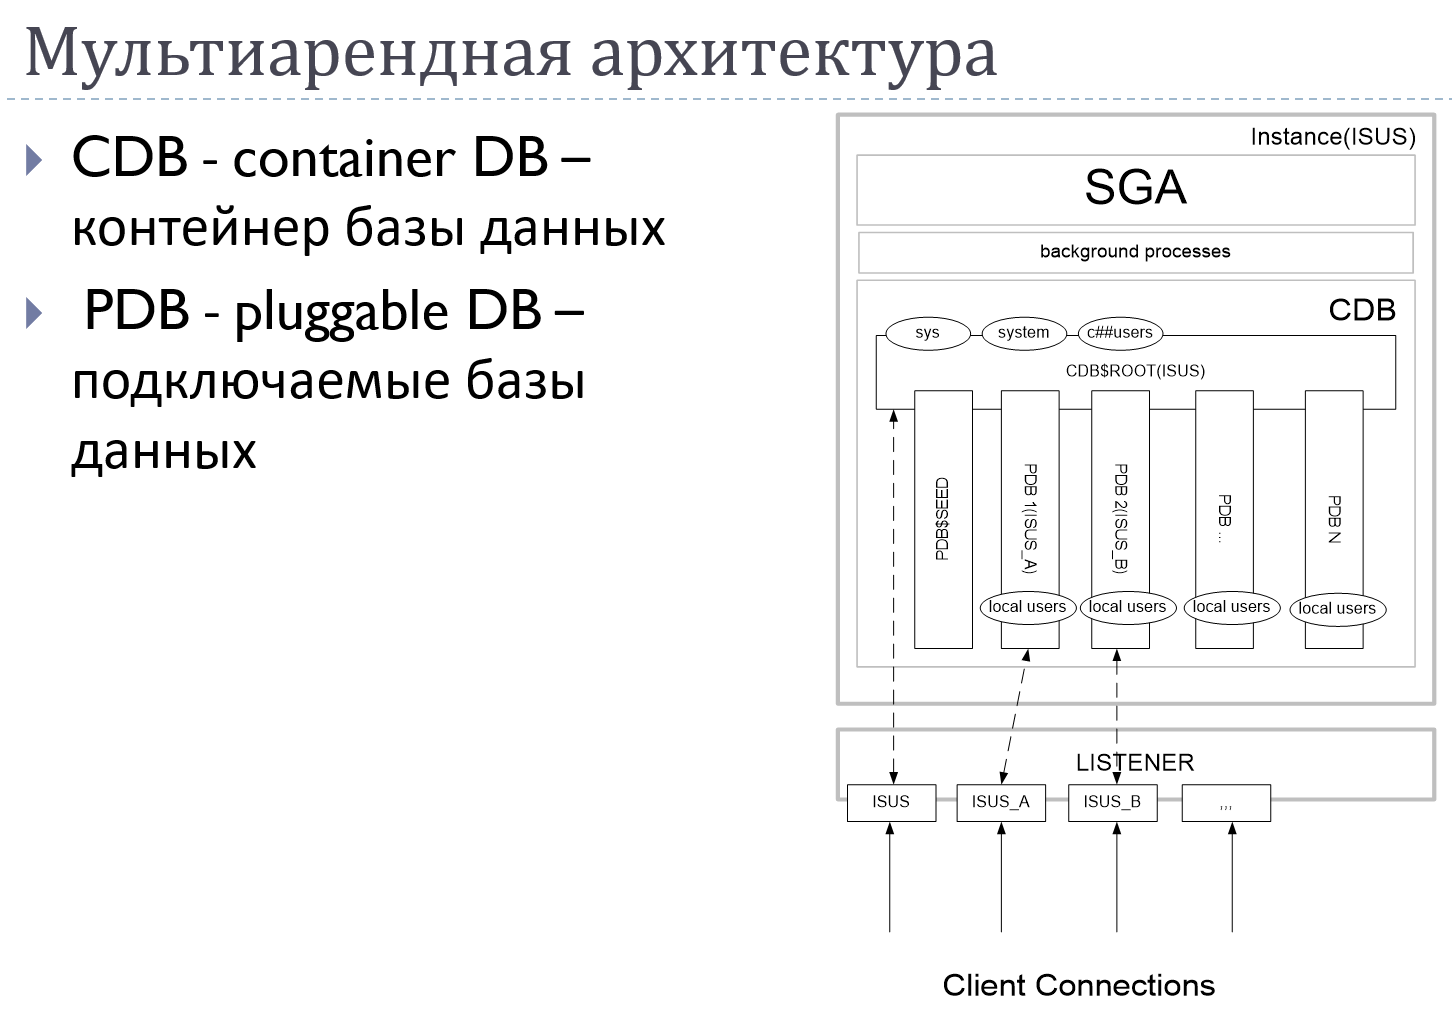 Мультиарендная архитектура
CDB - container DB –
контейнер базы данных
PDB - pluggable DB –
подключаемые базы
данных
Instance(ISUS)
SGA
background processes
CDB
sys
system
c##users
CDB$ROOT(ISUS)
PDB$SEED
PDB 1(ISUS_A)
PDB 2(ISUS_B)
PDB ...
PDB N
local users
local users
local users
local users
LISTENER
ISUS
ISUS_A
ISUS_B
,,,
Client Connections